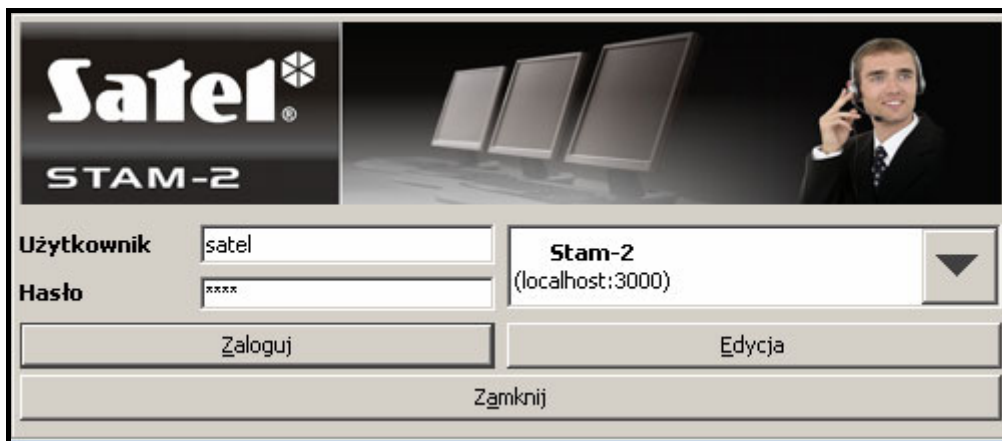 Satel®
STAM-2
Użytkownik
satel
Stam-2
(localhost:3000)
Hasło
****
Zaloguj
Edycja
Zamknij